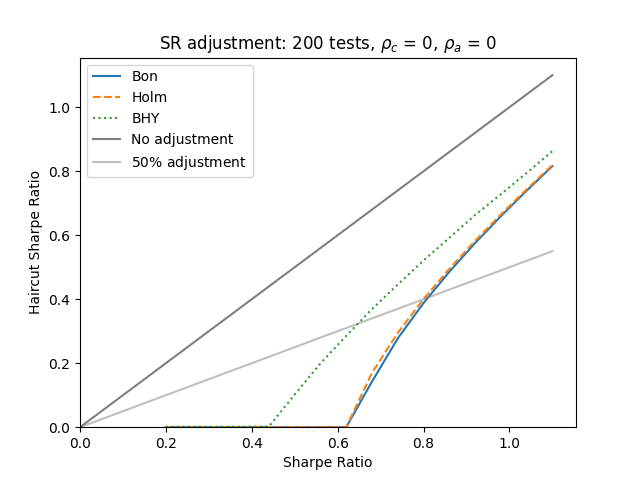 SR adjustment: 200 tests, ρc = 0, ρa = 0
Bon
Holm
BHY
No adjustment
50% adjustment
Haircut Sharpe Ratio
1.0
0.8
0.6
0.4
0.2
0.0
0.0 0.2 0.4 0.6 0.8 1.0
Sharpe Ratio